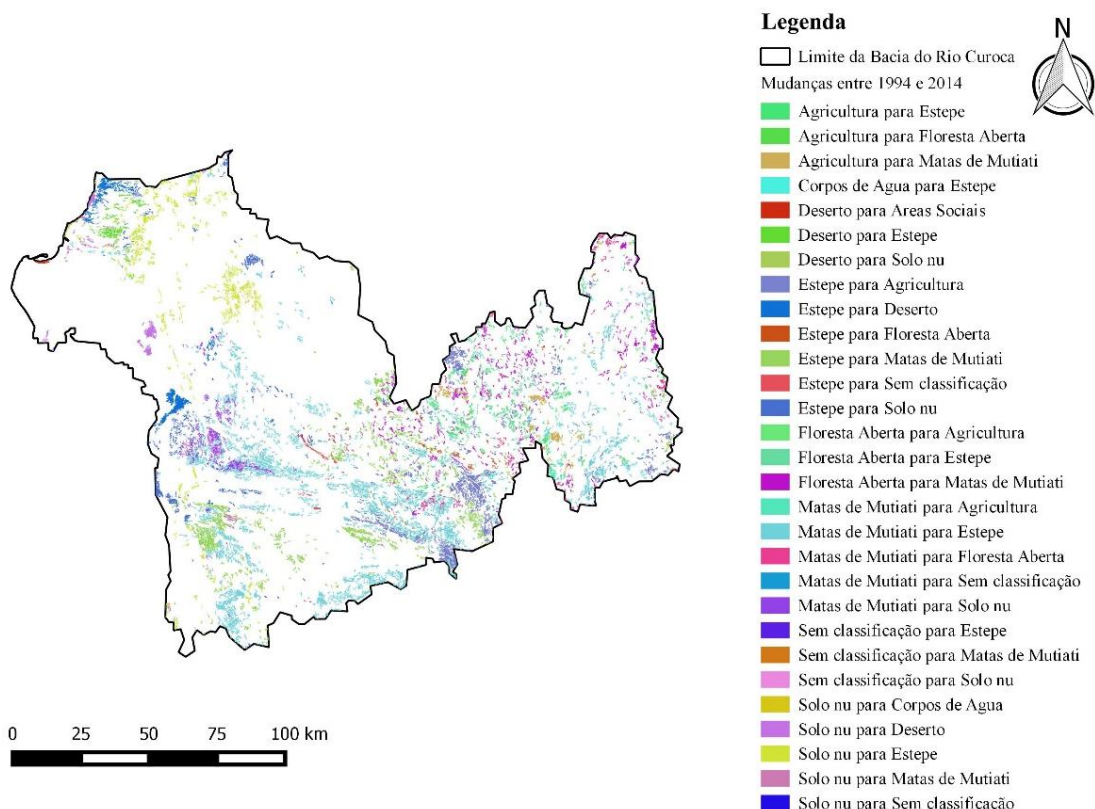 Legenda
N
Limite da Bacia do Rio Curoca
Mudanças entre 1994 e 2014
Agricultura para Estepe
Agricultura para Floresta Aberta
Agricultura para Matas de Mutiati
Corpos de Agua para Estepe
Deserto para Areas Sociais
Deserto para Estepe
Deserto para Solo nu
Estepe para Agricultura
Estepe para Deserto
Estepe para Floresta Aberta
Estepe para Matas de Mutiati
Estepe para Sem classificação
Estepe para Solo nu
Floresta Aberta para Agricultura
Floresta Aberta para Estepe
Floresta Aberta para Matas de Mutiati
Matas de Mutiati para Agricultura
Matas de Mutiati para Estepe
Matas de Mutiati para Floresta Aberta
Matas de Mutiati para Sem classificação
Matas de Mutiati para Solo nu
Sem classificação para Estepe
Sem classificação para Matas de Mutiati
Sem classificação para Solo nu
Solo nu para Corpos de Agua
Solo nu para Deserto
Solo nu para Estepe
Solo nu para Matas de Mutiati
Solo nu para Sem classificação
0 25 50 75 100 km